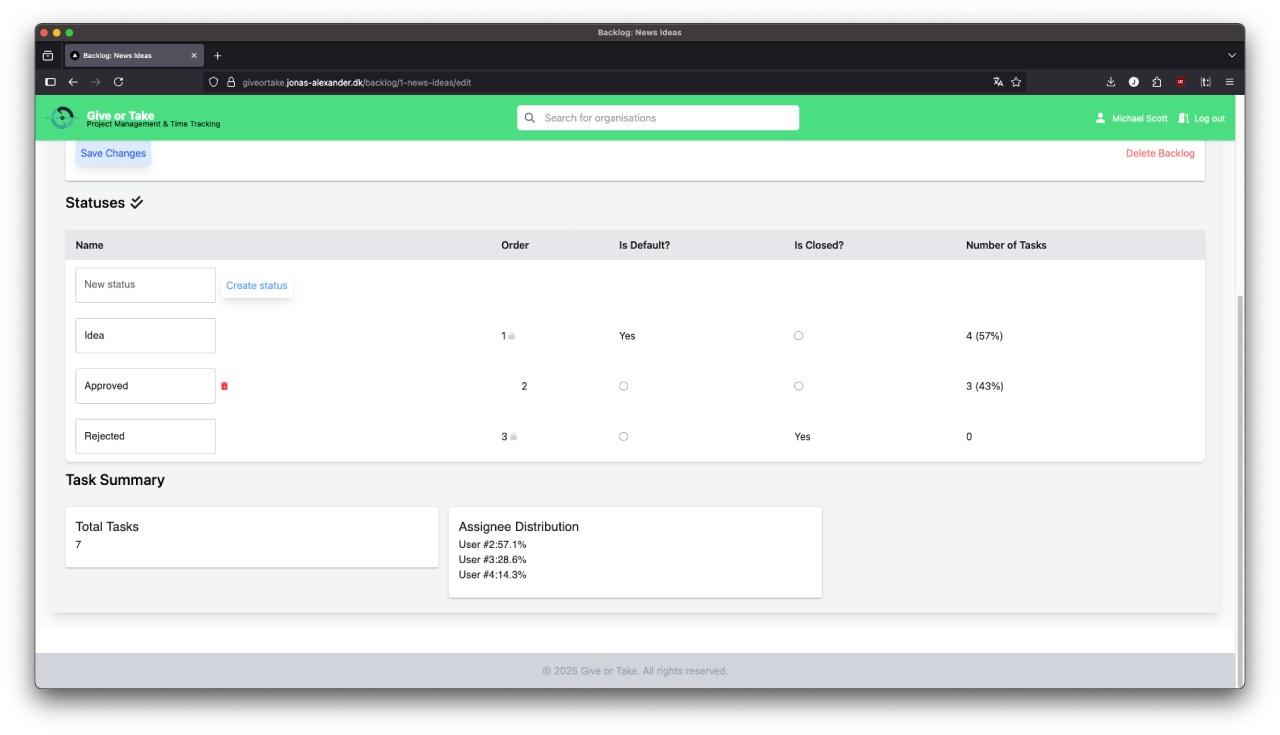 Backlog: News Ideas
Backlog: News Ideas
giveortake.jonas-alexander.dk/backlog/1-news-ideas/edit
Give or Take
Project Management & Time Tracking
Search for organisations
Michael Scott
Log out
Save Changes
Delete Backlog
Statuses
Name Order Is Default? Is Closed? Number of Tasks
New status Create status
Idea 1 Yes 4 (57%)
Approved 2 3 (43%)
Rejected 3 Yes 0
Task Summary
Total Tasks
7
Assignee Distribution
User #2:57.1%
User #3:28.6%
User #4:14.3%
© 2025 Give or Take. All rights reserved.